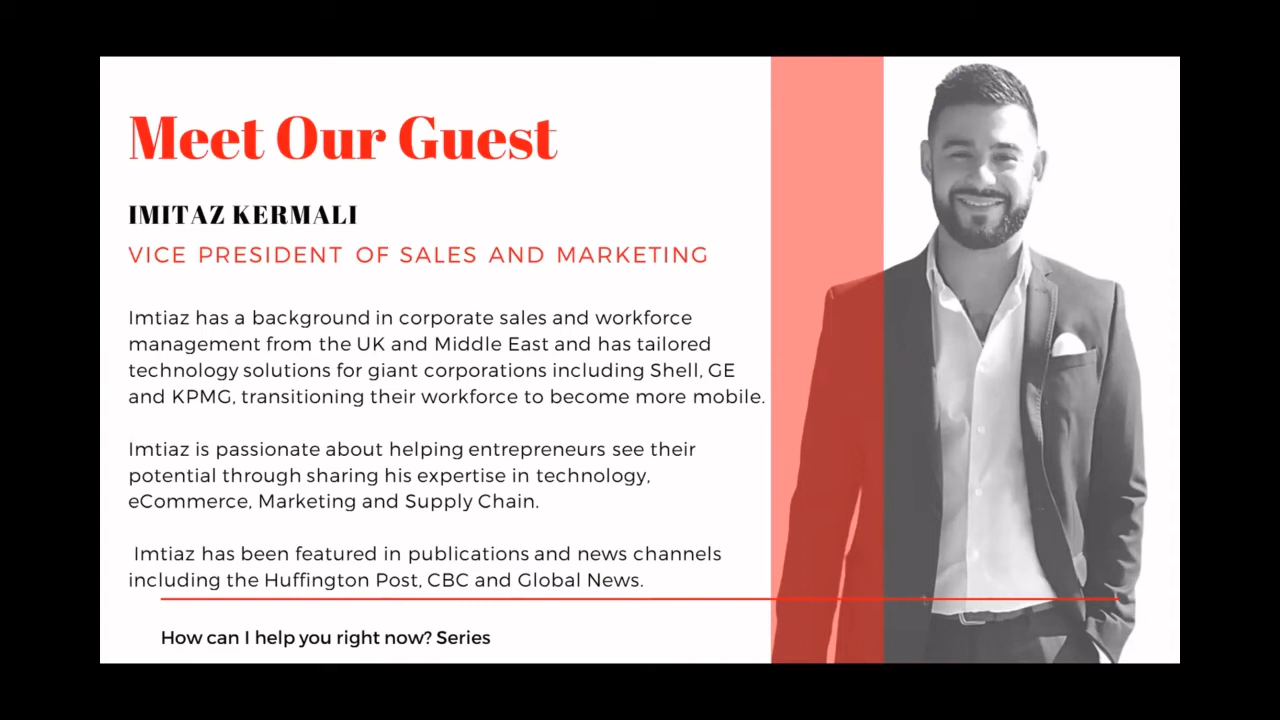 Meet Our Guest
IMITAZ KERMALI
VICE PRESIDENT OF SALES AND MARKETING
Imtiaz has a background in corporate sales and workforce
management from the UK and Middle East and has tailored
technology solutions for giant corporations including Shell, GE
and KPMG, transitioning their workforce to become more mobile.
Imtiaz is passionate about helping entrepreneurs see their
potential through sharing his expertise in technology,
eCommerce, Marketing and Supply Chain.
Imtiaz has been featured in publications and news channels
including the Huffington Post, CBC and Global News.
How can I help you right now? Series